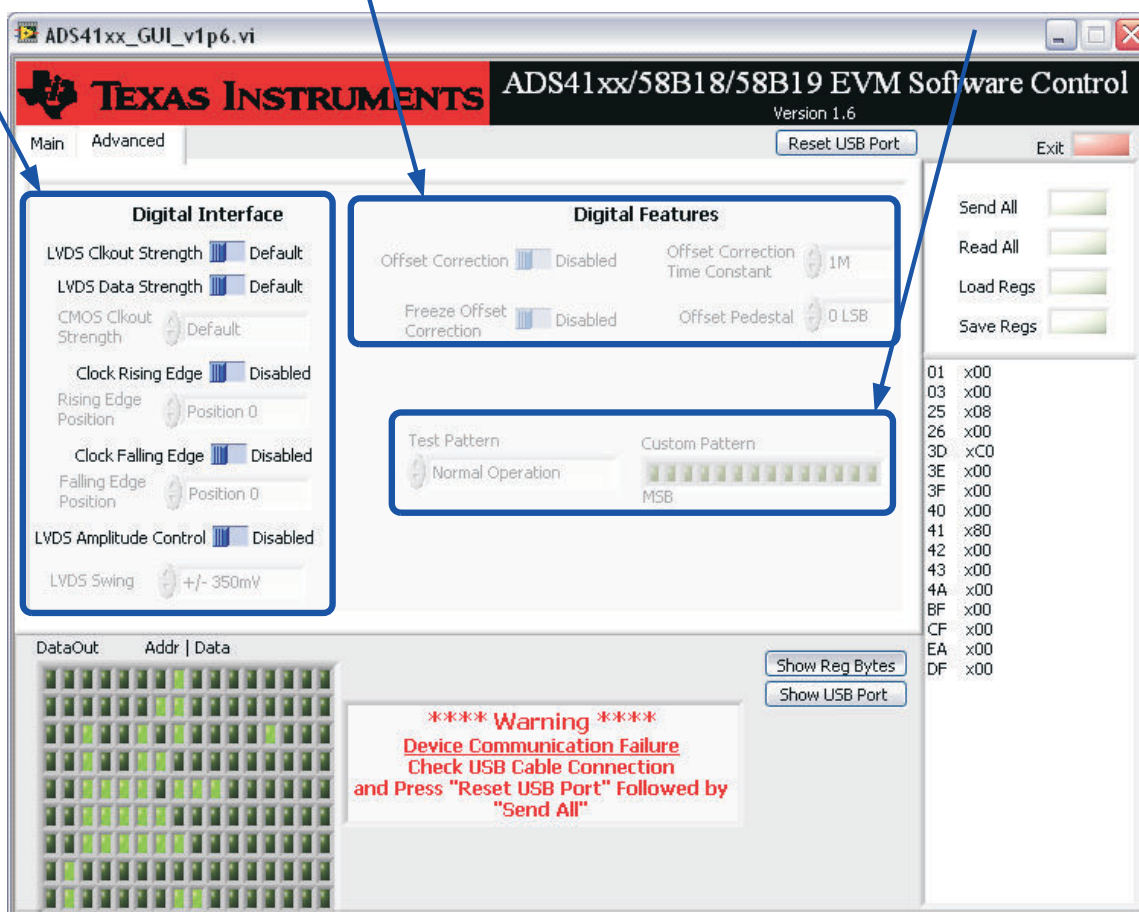 ADS41xx_GUI_v1p6.vi
TEXAS INSTRUMENTS
ADS41xx/58B18/58B19 EVM Software Control
Version 1.6
Main
Advanced
Reset USB Port
Exit
Digital Interface
LVDS Clkout Strength Default
LVDS Data Strength Default
CMOS Clkout
Strength
Default
Clock Rising Edge Disabled
Rising Edge
Position
Position 0
Clock Falling Edge Disabled
Falling Edge
Position
Position 0
LVDS Amplitude Control Disabled
LVDS Swing +/- 350mV
Digital Features
Offset Correction Disabled
Offset Correction
Time Constant
1M
Freeze Offset
Correction
Disabled
Offset Pedestal 0 LSB
Test Pattern
Normal Operation
Custom Pattern
MSB
Send All
Read All
Load Regs
Save Regs
01 x00
03 x00
25 x08
26 x00
3D xC0
3E x00
3F x00
40 x00
41 x80
42 x00
43 x00
4A x00
BF x00
CF x00
EA x00
DF x00
DataOut Addr | Data
Show Reg Bytes
Show USB Port
**** Warning ****
Device Communication Failure
Check USB Cable Connection
and Press "Reset USB Port" Followed by
"Send All"